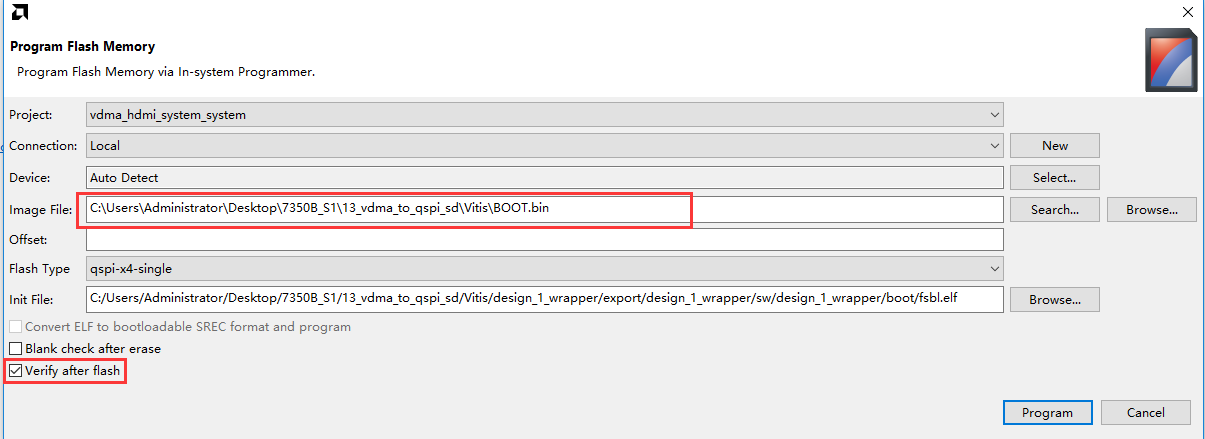 Program Flash Memory
Program Flash Memory via In-system Programmer.
Project: vdma_hdmi_system_system
Connection: Local New
Device: Auto Detect Select...
Image File: C:\Users\Administrator\Desktop\7350B_S1\13_vdma_to_qspi_sd\Vitis\BOOT.bin Search... Browse...
Offset:
Flash Type qspi-x4-single
Init File: C:/Users/Administrator/Desktop/7350B_S1/13_vdma_to_qspi_sd/Vitis/design_1_wrapper/export/design_1_wrapper/sw/design_1_wrapper/boot/fsbl.elf Browse...
Convert ELF to bootloadable SREC format and program
Blank check after erase
Verify after flash
Program Cancel